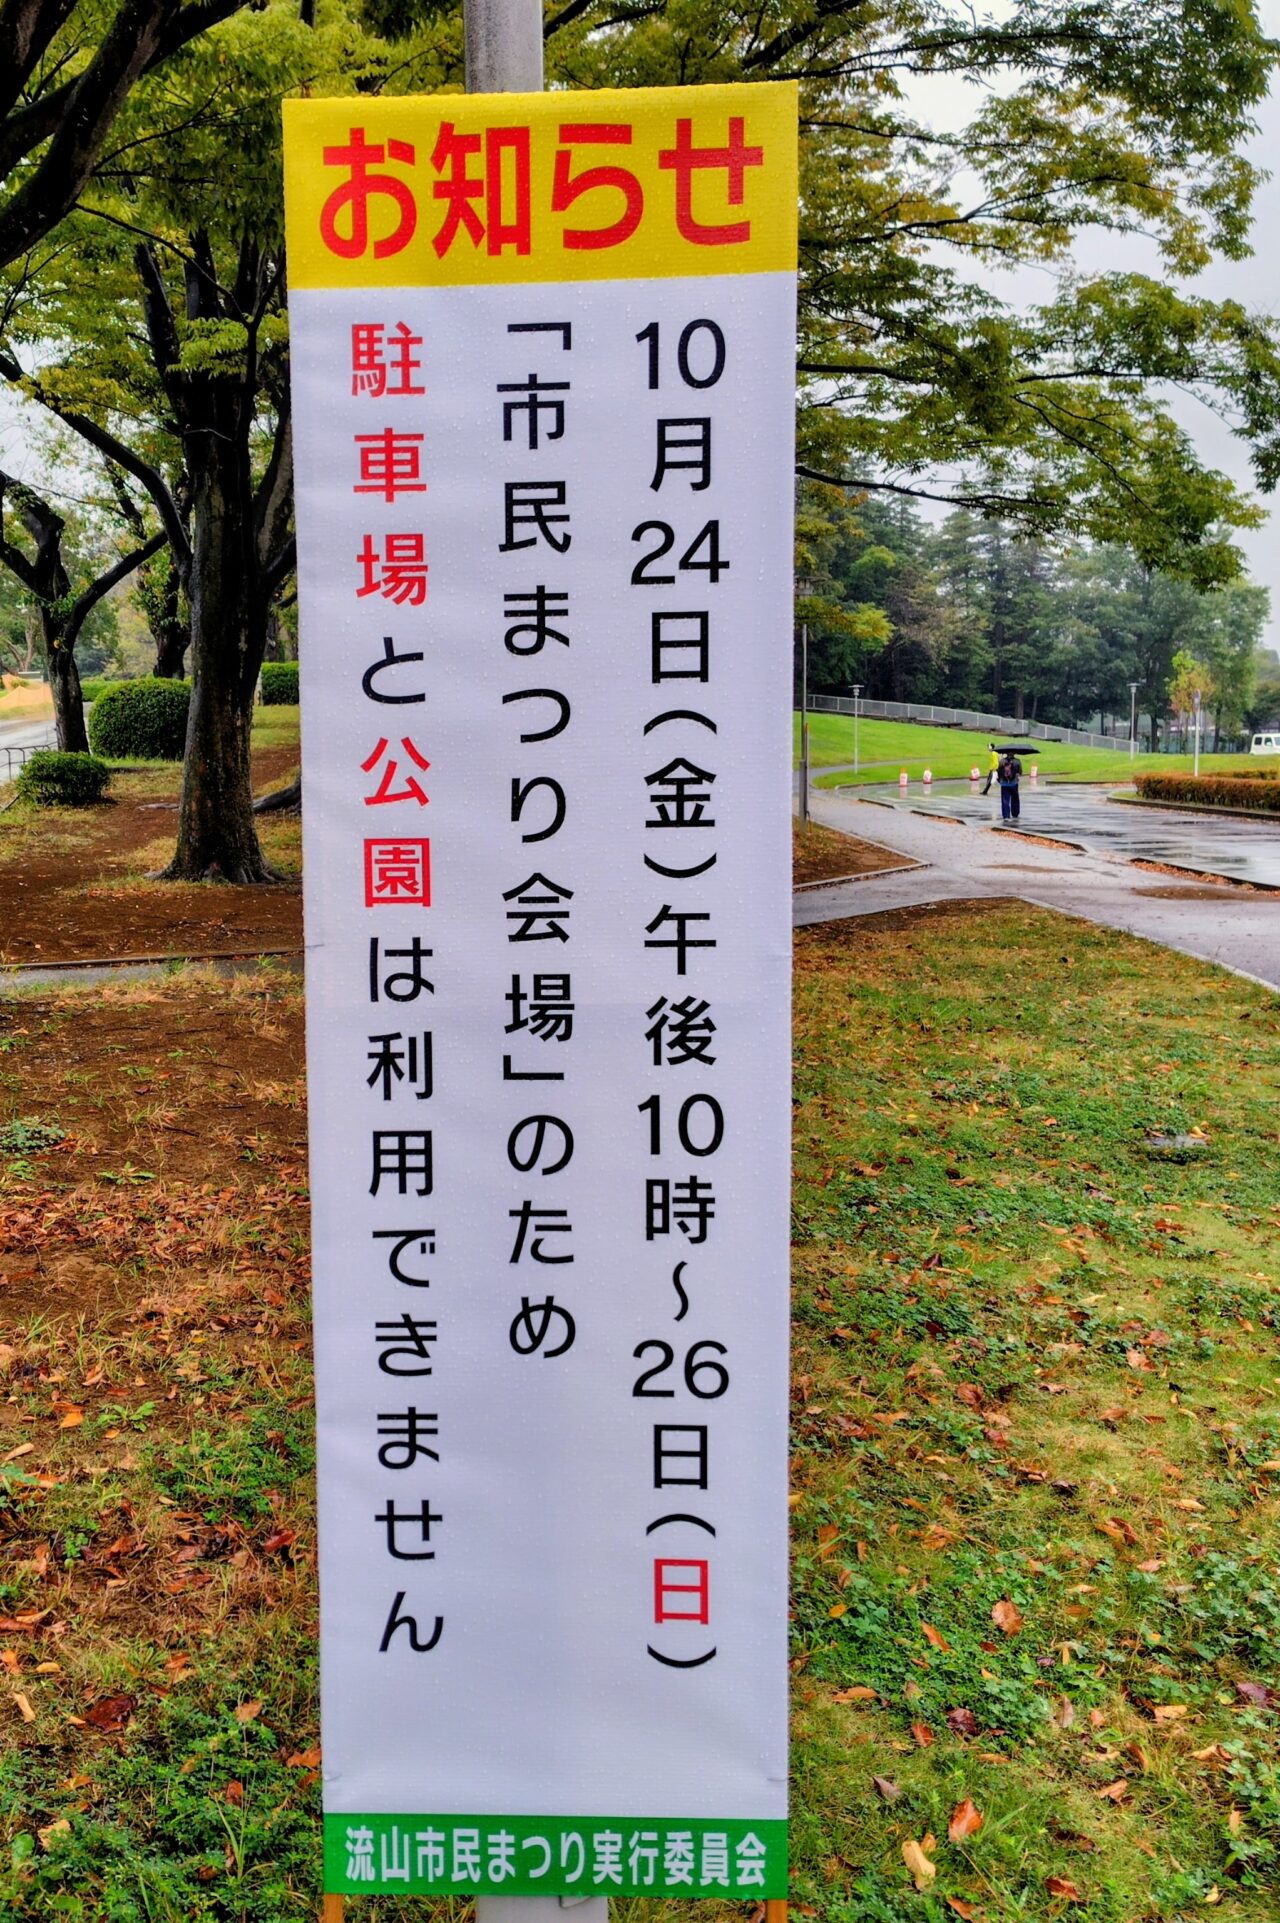 お知らせ
10月24日(金)午後10時～26日(日)
「市民まつり会場」のため
駐車場と公園は利用できません
流山市民まつり実行委員会